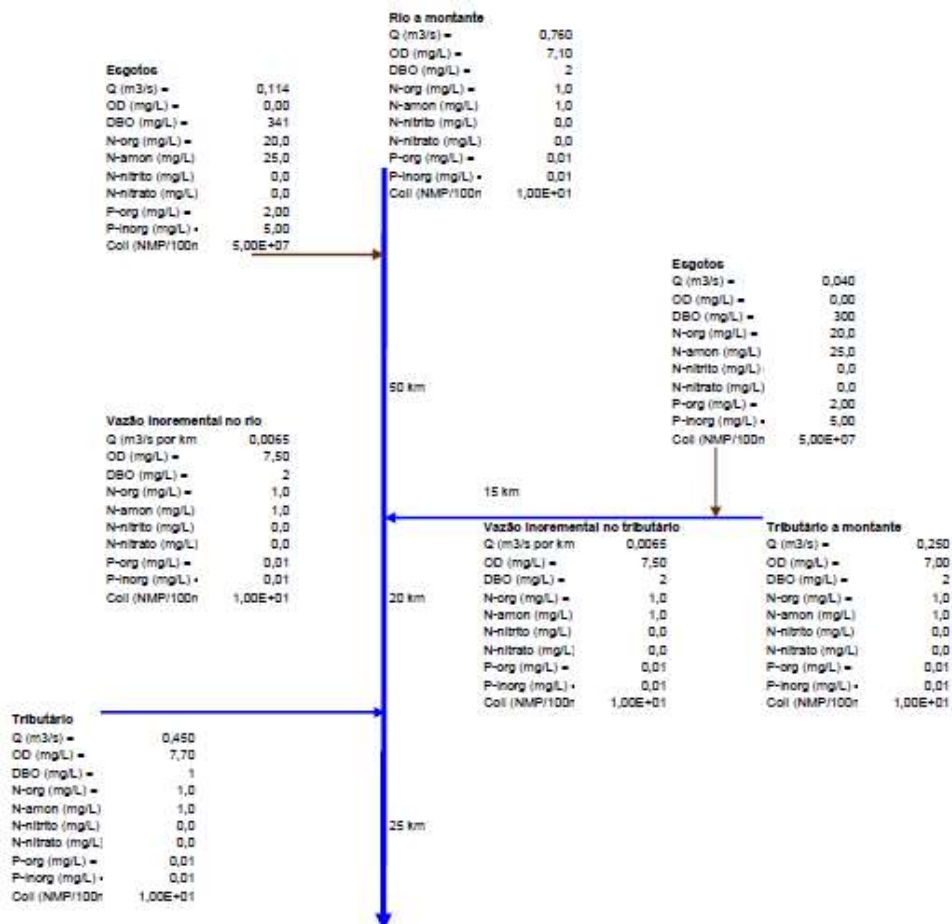 Rio a montante
Q (m3/s) = 0,760
OD (mg/L) = 7,10
DBO (mg/L) = 2
N-org (mg/L) = 1,0
N-amon (mg/L) 1,0
N-nitrito (mg/L) 0,0
N-nitrato (mg/L) 0,0
P-org (mg/L) = 0,01
P-inorg (mg/L) • 0,01
Coli (NMP/100n 1,00E+01
Esgotos
Q (m3/s) = 0,114
OD (mg/L) = 0,00
DBO (mg/L) = 341
N-org (mg/L) = 20,0
N-amon (mg/L) 25,0
N-nitrito (mg/L) 0,0
N-nitrato (mg/L) 0,0
P-org (mg/L) = 2,00
P-inorg (mg/L) • 5,00
Coli (NMP/100n 5,00E+07
Esgotos
Q (m3/s) = 0,040
OD (mg/L) = 0,00
DBO (mg/L) = 300
N-org (mg/L) = 20,0
N-amon (mg/L) 25,0
N-nitrito (mg/L) 0,0
N-nitrato (mg/L) 0,0
P-org (mg/L) = 2,00
P-inorg (mg/L) • 5,00
Coli (NMP/100n 5,00E+07
50 km
Vazão incremental no rio
Q (m3/s por km 0,0065
OD (mg/L) = 7,50
DBO (mg/L) = 2
N-org (mg/L) = 1,0
N-amon (mg/L) = 1,0
N-nitrito (mg/L) 0,0
N-nitrato (mg/L) 0,0
P-org (mg/L) = 0,01
P-inorg (mg/L) • 0,01
Coli (NMP/100n 1,00E+01
15 km
Vazão incremental no tributário
Q (m3/s por km 0,0065
OD (mg/L) = 7,50
DBO (mg/L) = 2
N-org (mg/L) = 1,0
N-amon (mg/L) 1,0
N-nitrito (mg/L) 0,0
N-nitrato (mg/L) 0,0
P-org (mg/L) = 0,01
P-inorg (mg/L) • 0,01
Coli (NMP/100n 1,00E+01
Tributário a montante
Q (m3/s) = 0,250
OD (mg/L) = 7,00
DBO (mg/L) = 2
N-org (mg/L) = 1,0
N-amon (mg/L) 1,0
N-nitrito (mg/L) 0,0
N-nitrato (mg/L) 0,0
P-org (mg/L) = 0,01
P-inorg (mg/L) • 0,01
Coli (NMP/100n 1,00E+01
20 km
Tributário
Q (m3/s) = 0,450
OD (mg/L) = 7,70
DBO (mg/L) = 1
N-org (mg/L) = 1,0
N-amon (mg/L) 1,0
N-nitrito (mg/L) 0,0
N-nitrato (mg/L) 0,0
P-org (mg/L) = 0,01
P-inorg (mg/L) • 0,01
Coli (NMP/100n 1,00E+01
25 km